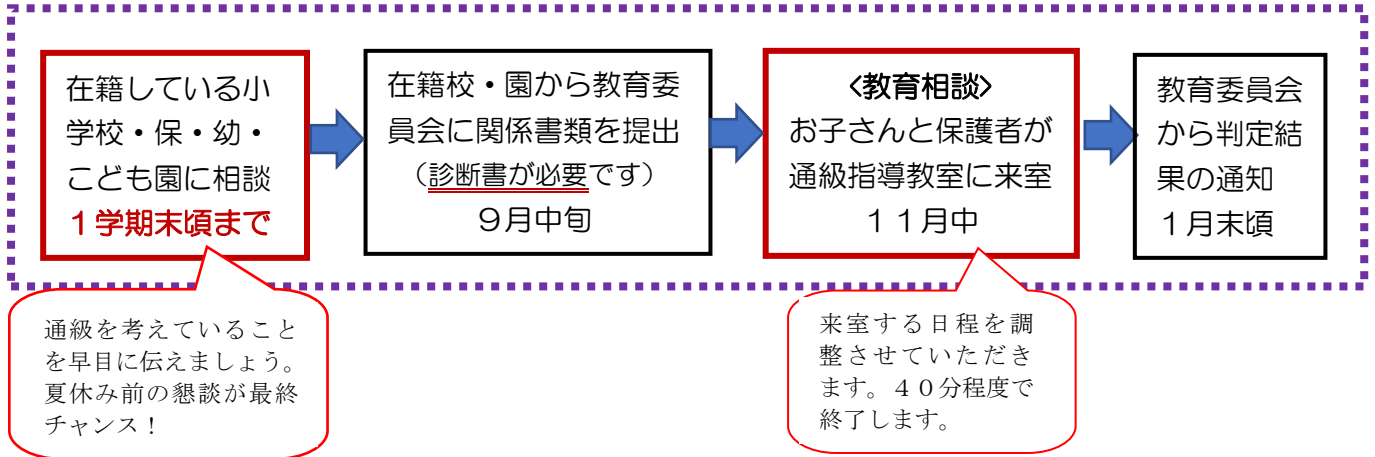 在籍している小
学校・保・幼・
こども園に相談
１学期末頃まで
在籍校・園から教育委
員会に関係書類を提出
（診断書が必要です）
９月中旬
<教育相談>
お子さんと保護者が
通級指導教室に来室
１１月中
教育委員会
から判定結
果の通知
１月末頃
通級を考えていること
を早目に伝えましょう。
夏休み前の懇談が最終
チャンス！
来室する日程を調
整させていただき
ます。４０分程度で
終了します。